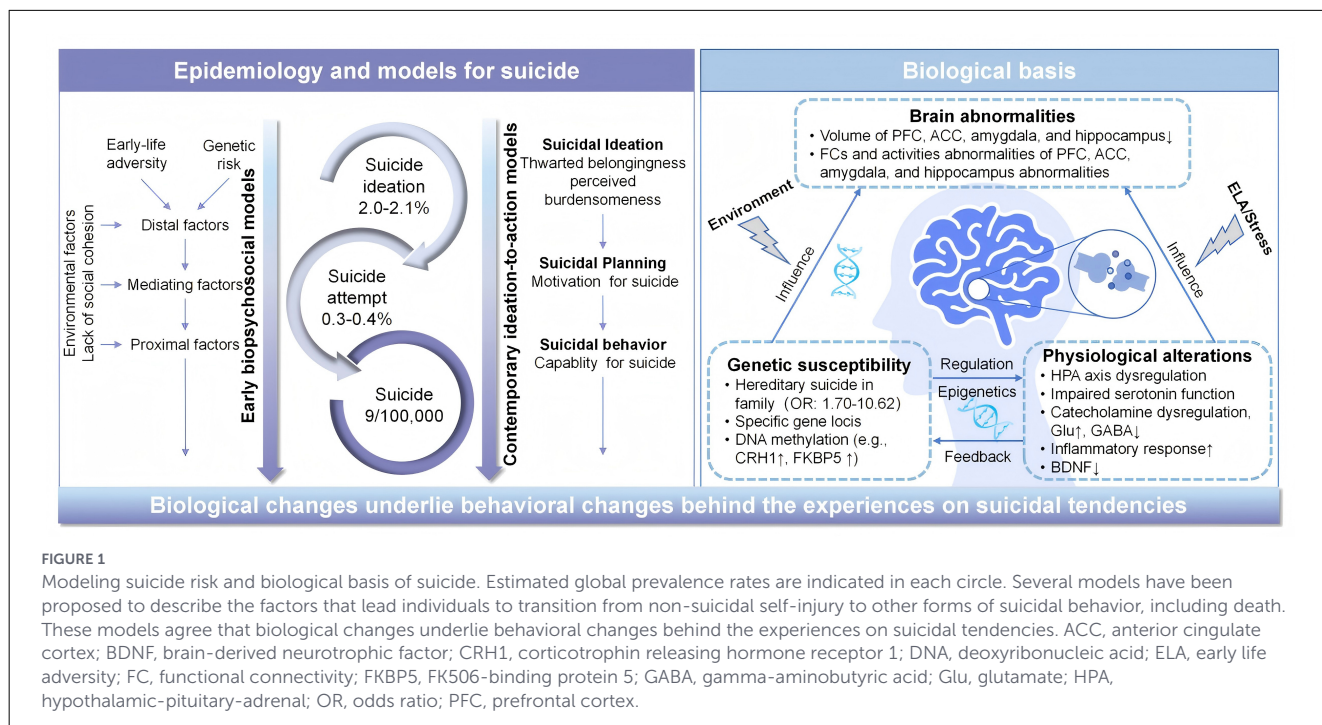 Epidemiology and models for suicide
Early-life
adversity
Genetic
risk
Environmental factors
Lack of social cohesion
Distal factors
Mediating factors
Proximal factors
Early biopsychosocial models
Suicide
ideation
2.0-2.1%
Suicide
attempt
0.3-0.4%
Suicide
9/100,000
Contemporary ideation-to-action models
Suicidal Ideation
Thwarted belongingness
perceived
burdensomeness
Suicidal Planning
Motivation for suicide
Suicidal behavior
Capablity for suicide
Biological basis
Brain abnormalities
• Volume of PFC, ACC, amygdala, and hippocampus↓
• FCs and activities abnormalities of PFC, ACC,
amygdala, and hippocampus abnormalities
Environment
Influence
ELA/Stress
Influence
Genetic susceptibility
• Hereditary suicide in
family (OR: 1.70-10.62)
• Specific gene locis
• DNA methylation (e.g.,
CRH1↑, FKBP5 ↑)
Regulation
Epigenetics
Feedback
Physiological alterations
• HPA axis dysregulation
• Impaired serotonin function
• Catecholamine dysregulation,
Glu↑, GABA↓
• Inflammatory response↑
• BDNF↓
Biological changes underlie behavioral changes behind the experiences on suicidal tendencies
FIGURE 1
Modeling suicide risk and biological basis of suicide. Estimated global prevalence rates are indicated in each circle. Several models have been
proposed to describe the factors that lead individuals to transition from non-suicidal self-injury to other forms of suicidal behavior, including death.
These models agree that biological changes underlie behavioral changes behind the experiences on suicidal tendencies. ACC, anterior cingulate
cortex; BDNF, brain-derived neurotrophic factor; CRH1, corticotrophin releasing hormone receptor 1; DNA, deoxyribonucleic acid; ELA, early life
adversity; FC, functional connectivity; FKBP5, FK506-binding protein 5; GABA, gamma-aminobutyric acid; Glu, glutamate; HPA,
hypothalamic-pituitary-adrenal; OR, odds ratio; PFC, prefrontal cortex.